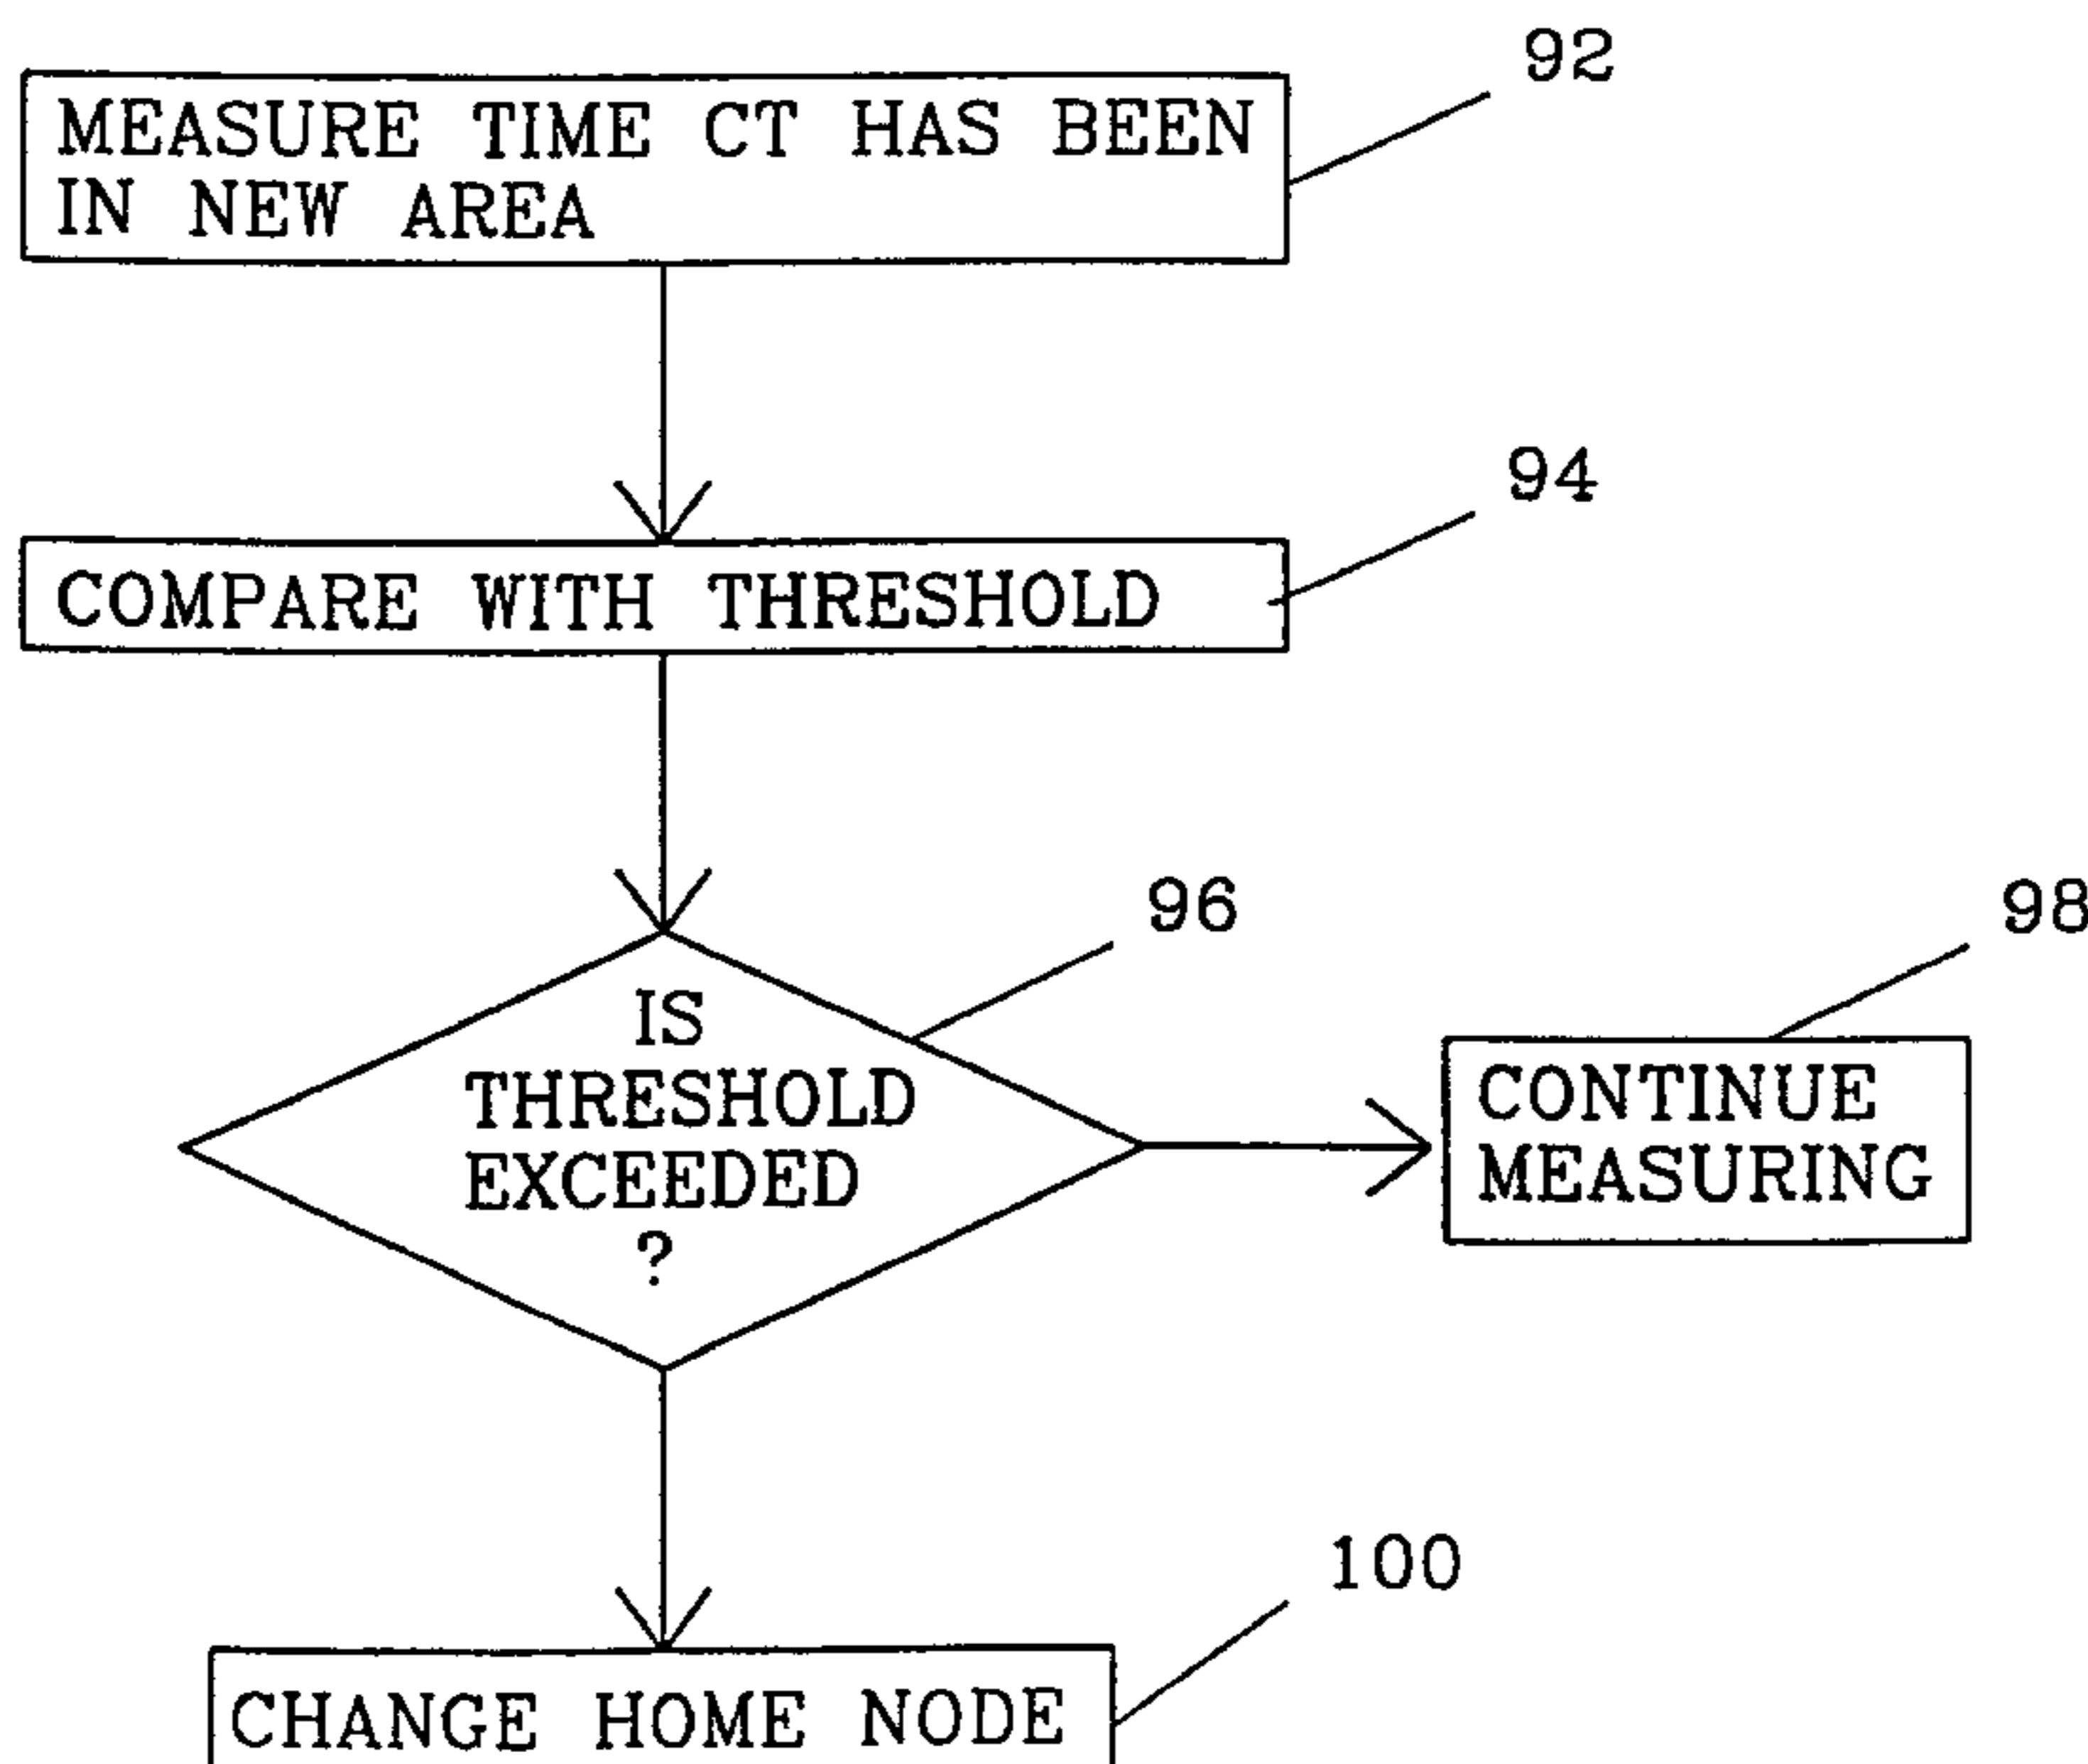 92
MEASURE TIME CT HAS BEEN
IN NEW AREA
94
COMPARE WITH THRESHOLD
96
98
IS
THRESHOLD
EXCEEDED
?
CONTINUE
MEASURING
100
CHANGE HOME NODE